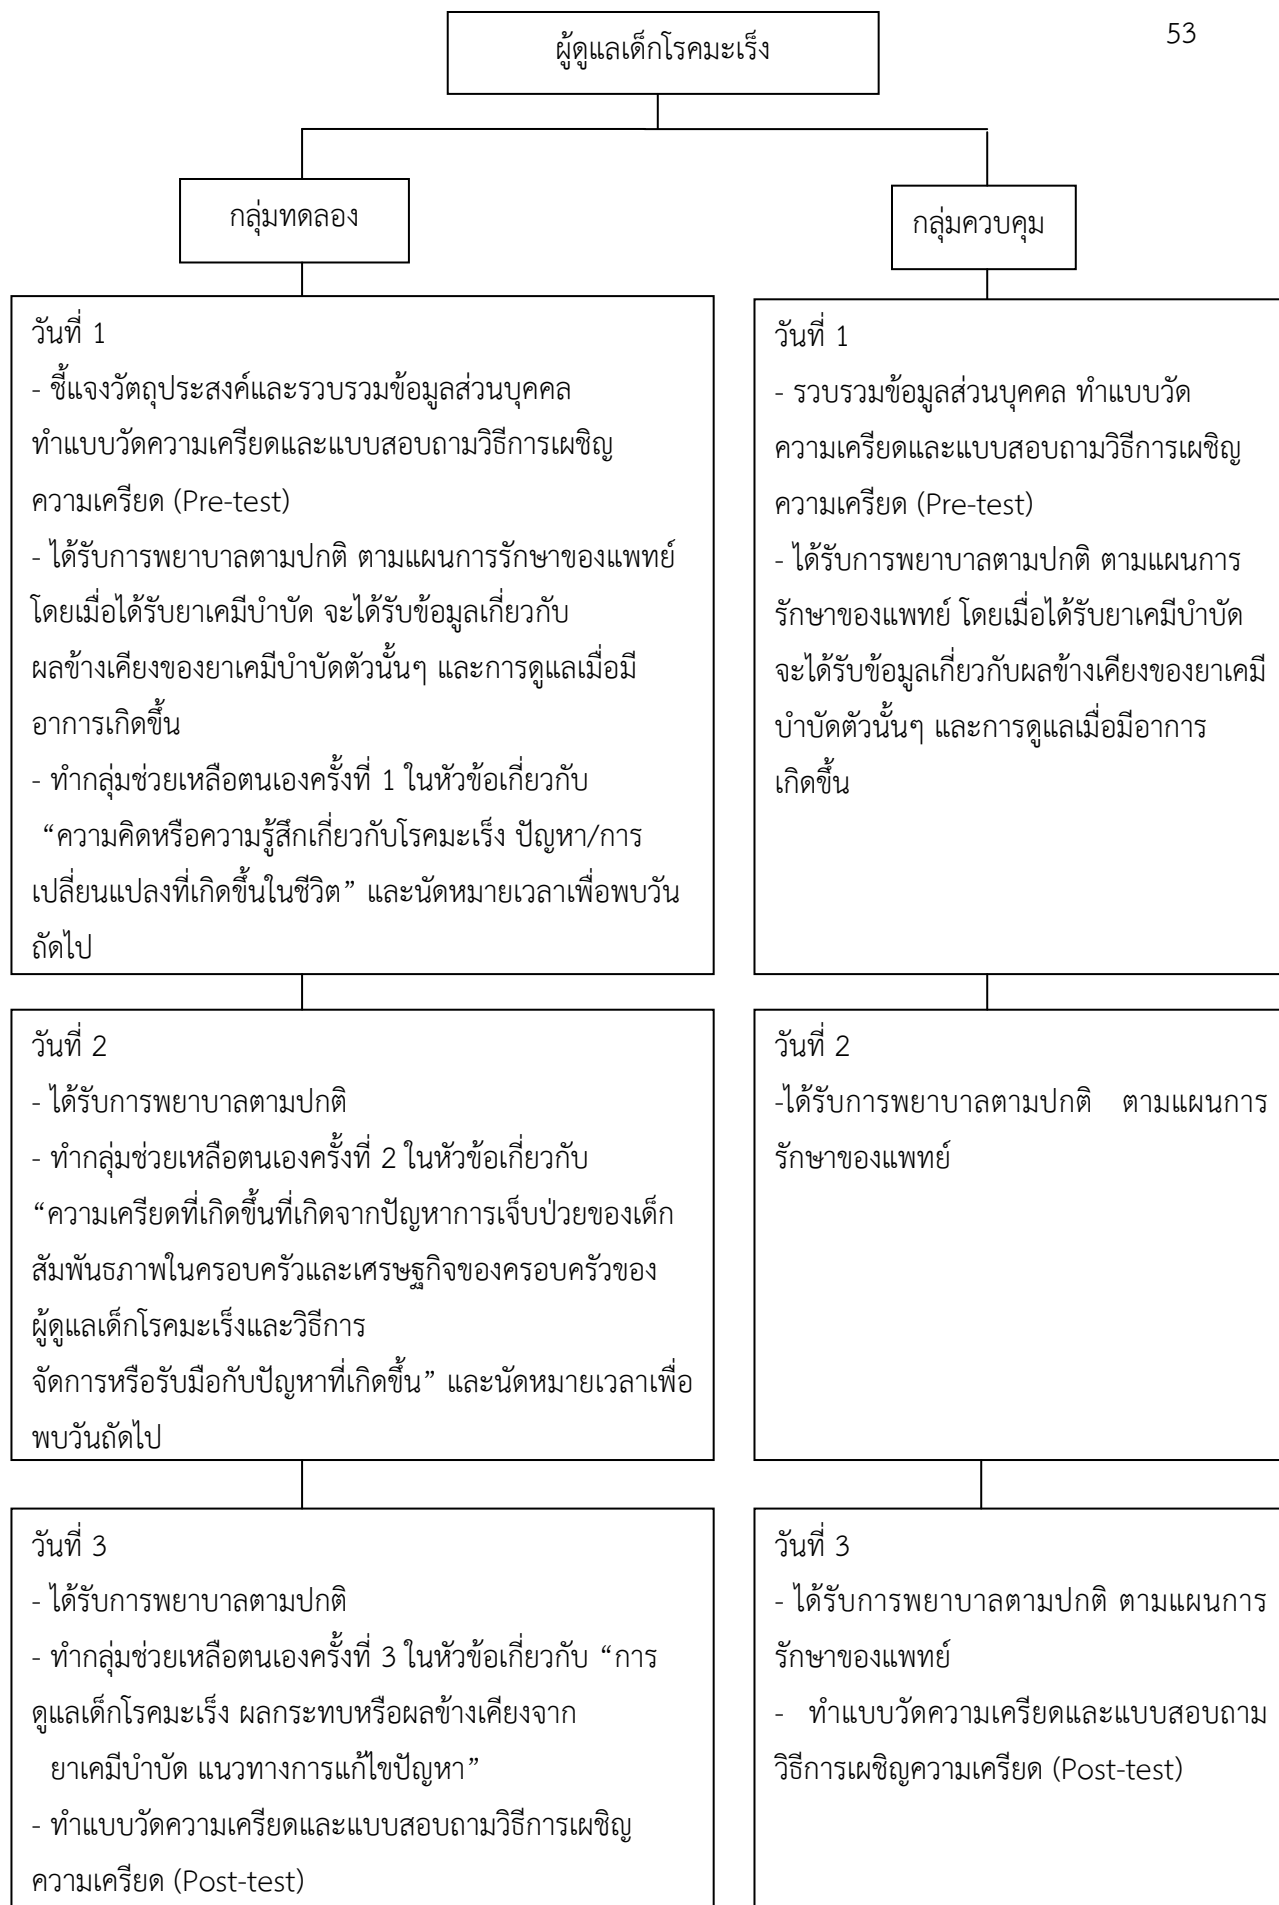 53
ผู้ดูแลเด็กโรคมะเร็ง
กลุ่มทดลอง
กลุ่มควบคุม
วันที่ 1
- ชี้แจงวัตถุประสงค์และรวบรวมข้อมูลส่วนบุคคล
ทำแบบวัดความเครียดและแบบสอบถามวิธีการเผชิญ
ความเครียด (Pre-test)
- ได้รับการพยาบาลตามปกติ ตามแผนการรักษาของแพทย์
โดยเมื่อได้รับยาเคมีบำบัด จะได้รับข้อมูลเกี่ยวกับ
ผลข้างเคียงของยาเคมีบำบัดตัวนั้นๆ และการดูแลเมื่อมี
อาการเกิดขึ้น
- ทำกลุ่มช่วยเหลือตนเองครั้งที่ 1 ในหัวข้อเกี่ยวกับ
“ความคิดหรือความรู้สึกเกี่ยวกับโรคมะเร็ง ปัญหา/การ
เปลี่ยนแปลงที่เกิดขึ้นในชีวิต” และนัดหมายเวลาเพื่อพบวัน
ถัดไป
วันที่ 1
- รวบรวมข้อมูลส่วนบุคคล ทำแบบวัด
ความเครียดและแบบสอบถามวิธีการเผชิญ
ความเครียด (Pre-test)
- ได้รับการพยาบาลตามปกติ ตามแผนการ
รักษาของแพทย์ โดยเมื่อได้รับยาเคมีบำบัด
จะได้รับข้อมูลเกี่ยวกับผลข้างเคียงของยาเคมี
บำบัดตัวนั้นๆ และการดูแลเมื่อมีอาการ
เกิดขึ้น
วันที่ 2
- ได้รับการพยาบาลตามปกติ
- ทำกลุ่มช่วยเหลือตนเองครั้งที่ 2 ในหัวข้อเกี่ยวกับ
“ความเครียดที่เกิดขึ้นที่เกิดจากปัญหาการเจ็บป่วยของเด็ก
สัมพันธภาพในครอบครัวและเศรษฐกิจของครอบครัวของ
ผู้ดูแลเด็กโรคมะเร็งและวิธีการ
จัดการหรือรับมือกับปัญหาที่เกิดขึ้น” และนัดหมายเวลาเพื่อ
พบวันถัดไป
วันที่ 2
-ได้รับการพยาบาลตามปกติ ตามแผนการ
รักษาของแพทย์
วันที่ 3
- ได้รับการพยาบาลตามปกติ
- ทำกลุ่มช่วยเหลือตนเองครั้งที่ 3 ในหัวข้อเกี่ยวกับ “การ
ดูแลเด็กโรคมะเร็ง ผลกระทบหรือผลข้างเคียงจาก
ยาเคมีบำบัด แนวทางการแก้ไขปัญหา”
- ทำแบบวัดความเครียดและแบบสอบถามวิธีการเผชิญ
ความเครียด (Post-test)
วันที่ 3
- ได้รับการพยาบาลตามปกติ ตามแผนการ
รักษาของแพทย์
- ทำแบบวัดความเครียดและแบบสอบถาม
วิธีการเผชิญความเครียด (Post-test)